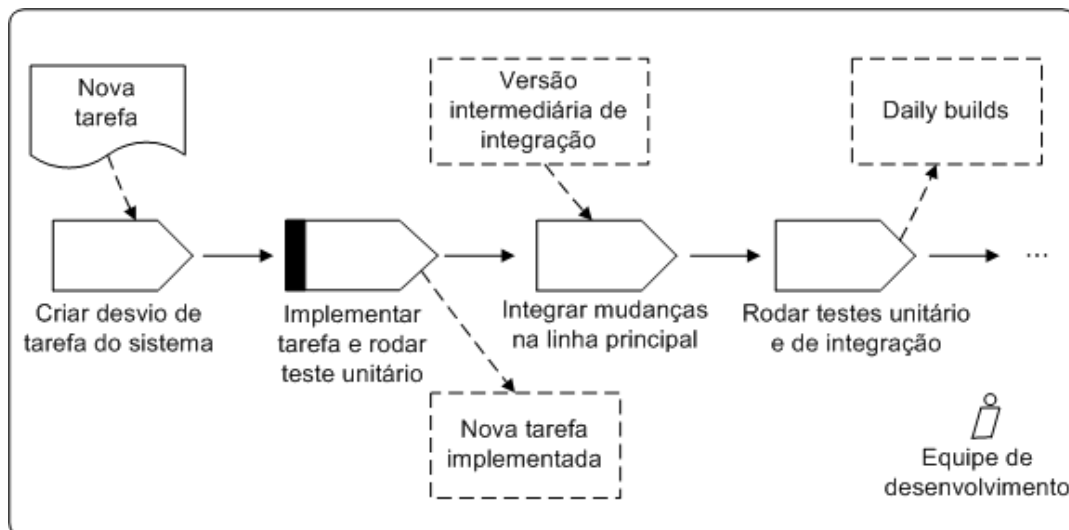 Nova
tarefa
Versão
intermediária de
integração
Daily builds
Criar desvio de
tarefa do sistema
Implementar
tarefa e rodar
teste unitário
Integrar mudanças
na linha principal
Rodar testes unitário
e de integração
...
Nova tarefa
implementada
Equipe de
desenvolvimento